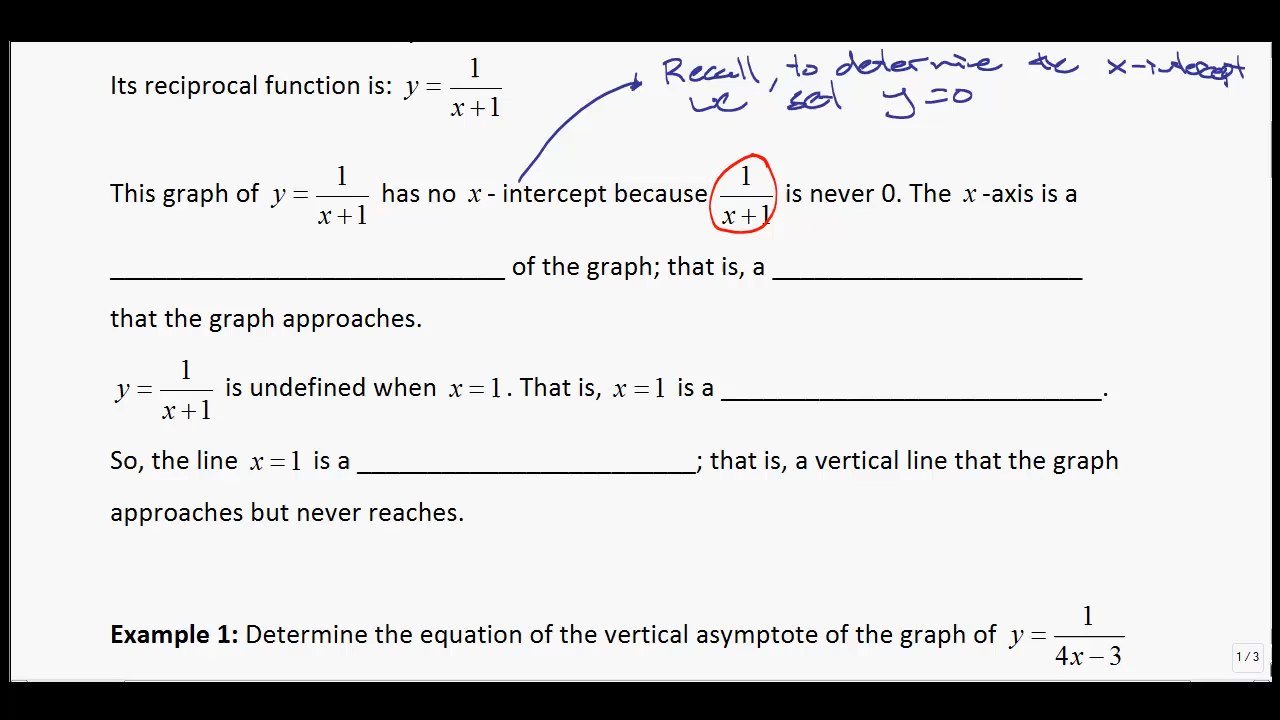 Recall, to determine the x-intercept
we set y = 0
Its reciprocal function is: y = 1/(x+1)
This graph of y = 1/(x+1) has no x - intercept because 1/(x+1) is never 0. The x -axis is a
____________________________ of the graph; that is, a ______________________
that the graph approaches.
y = 1/(x+1) is undefined when x = 1. That is, x = 1 is a ___________________________.
So, the line x = 1 is a ________________________; that is, a vertical line that the graph
approaches but never reaches.
Example 1: Determine the equation of the vertical asymptote of the graph of y = 1/(4x − 3)
1 / 3